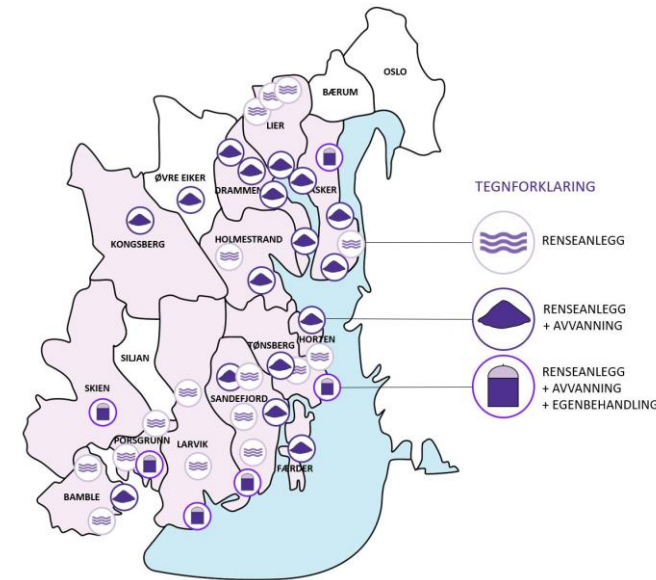 OSLO
BÆRUM
LIER
ØVRE EIKER
DRAMMEN
ASKER
KONGSBERG
HOLMESTRAND
TEGNFORKLARING
RENSEANLEGG
RENSEANLEGG
+ AVVANNING
RENSEANLEGG
+ AVVANNING
+ EGENBEHANDLING
HORTEN
TØNSBERG
SILJAN
SKIEN
SANDEFJORD
PORSGRUNN
LARVIK
FÆRDER
BAMBLE